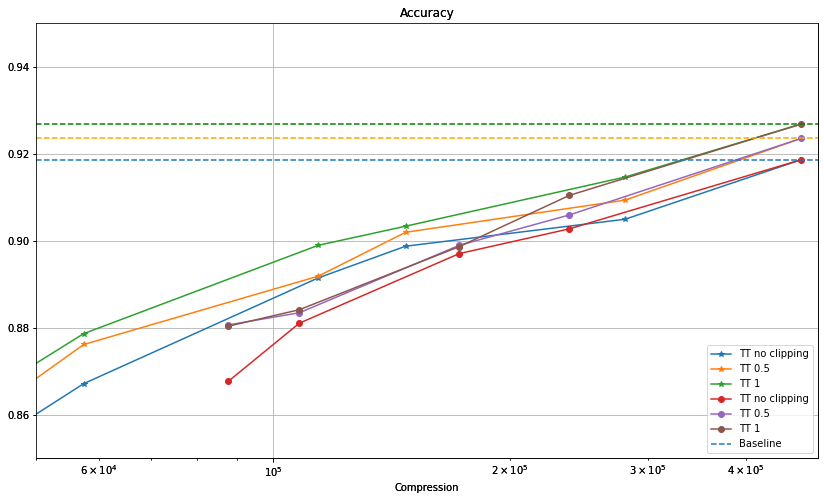 Accuracy
0.94
0.92
0.90
0.88
0.86
6 × 10⁴
10⁵
2 × 10⁵
3 × 10⁵
4 × 10⁵
Compression
TT no clipping
TT 0.5
TT 1
TT no clipping
TT 0.5
TT 1
Baseline